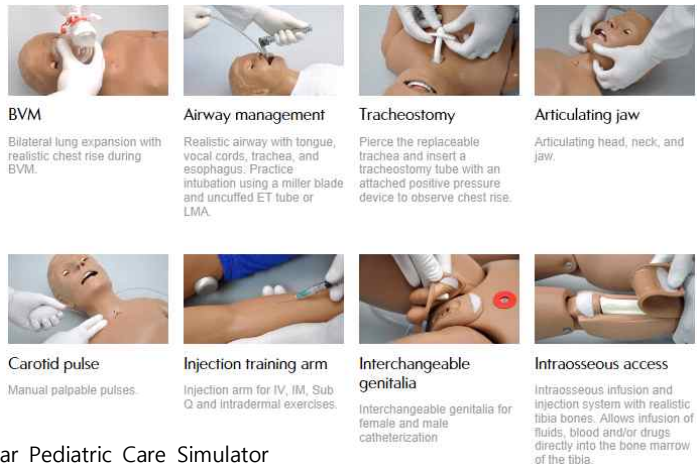 BVM
Bilateral lung expansion with
realistic chest rise during
BVM.
Airway management
Realistic airway with tongue,
vocal cords, trachea, and
esophagus. Practice
intubation using a miller blade
and uncuffed ET tube or
LMA.
Tracheostomy
Pierce the replaceable
trachea and insert a
tracheostomy tube with an
attached positive pressure
device to observe chest rise.
Articulating jaw
Articulating head, neck, and
jaw.
Carotid pulse
Manual palpable pulses.
Injection training arm
Injection arm for IV, IM, Sub
Q and intradermal exercises.
Interchangeable
genitalia
Interchangeable genitalia for
female and male
catheterization
Intraosseous access
Intraosseous infusion and
injection system with realistic
tibia bones. Allows infusion of
fluids, blood and/or drugs
directly into the bone marrow
of the tibia.
ar Pediatric Care Simulator